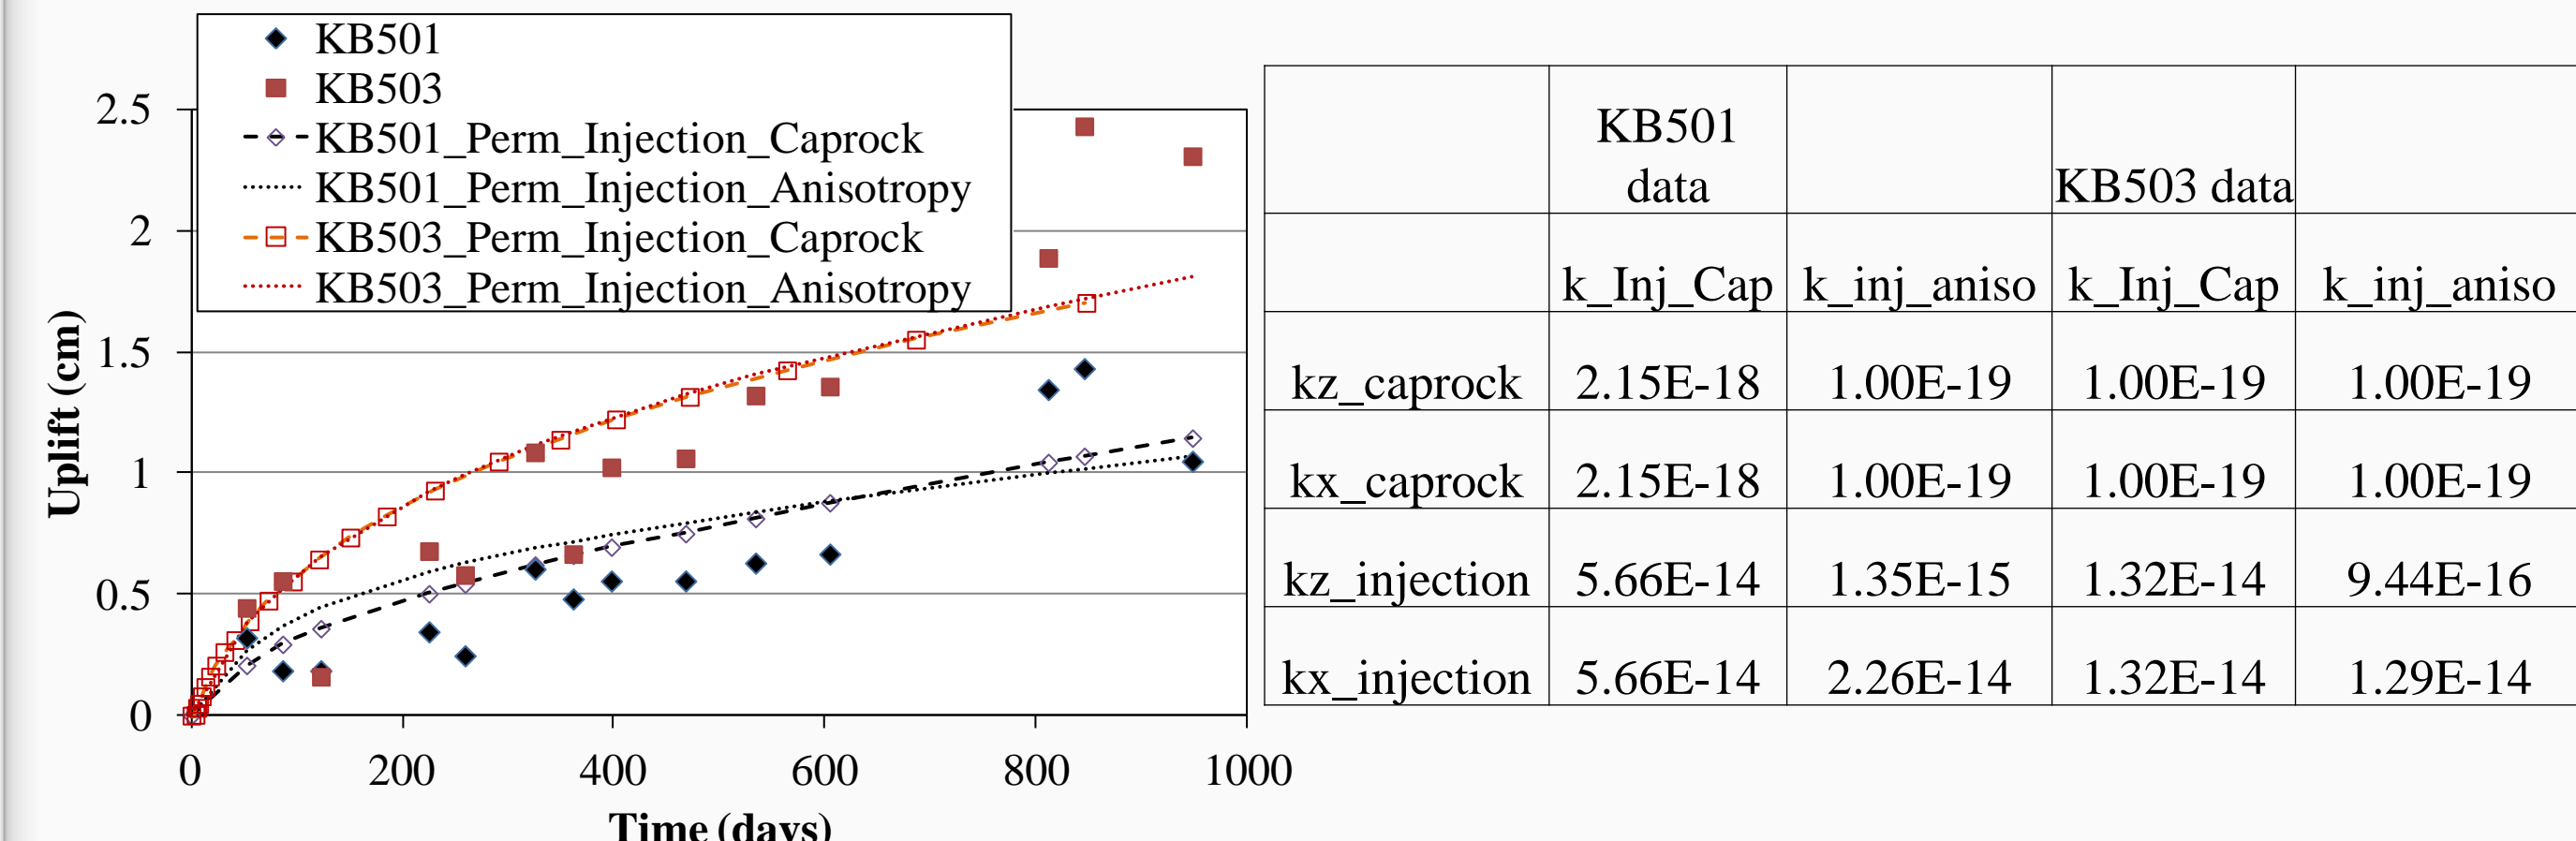 KB501
KB503
KB501_Perm_Injection_Caprock
KB501_Perm_Injection_Anisotropy
KB503_Perm_Injection_Caprock
KB503_Perm_Injection_Anisotropy
2.5
2
1.5
1
0.5
0
Uplift (cm)
0 200 400 600 800 1000
Time (days)
KB501
data KB503 data
k_Inj_Cap k_inj_aniso k_Inj_Cap k_inj_aniso
kz_caprock 2.15E-18 1.00E-19 1.00E-19 1.00E-19
kx_caprock 2.15E-18 1.00E-19 1.00E-19 1.00E-19
kz_injection 5.66E-14 1.35E-15 1.32E-14 9.44E-16
kx_injection 5.66E-14 2.26E-14 1.32E-14 1.29E-14